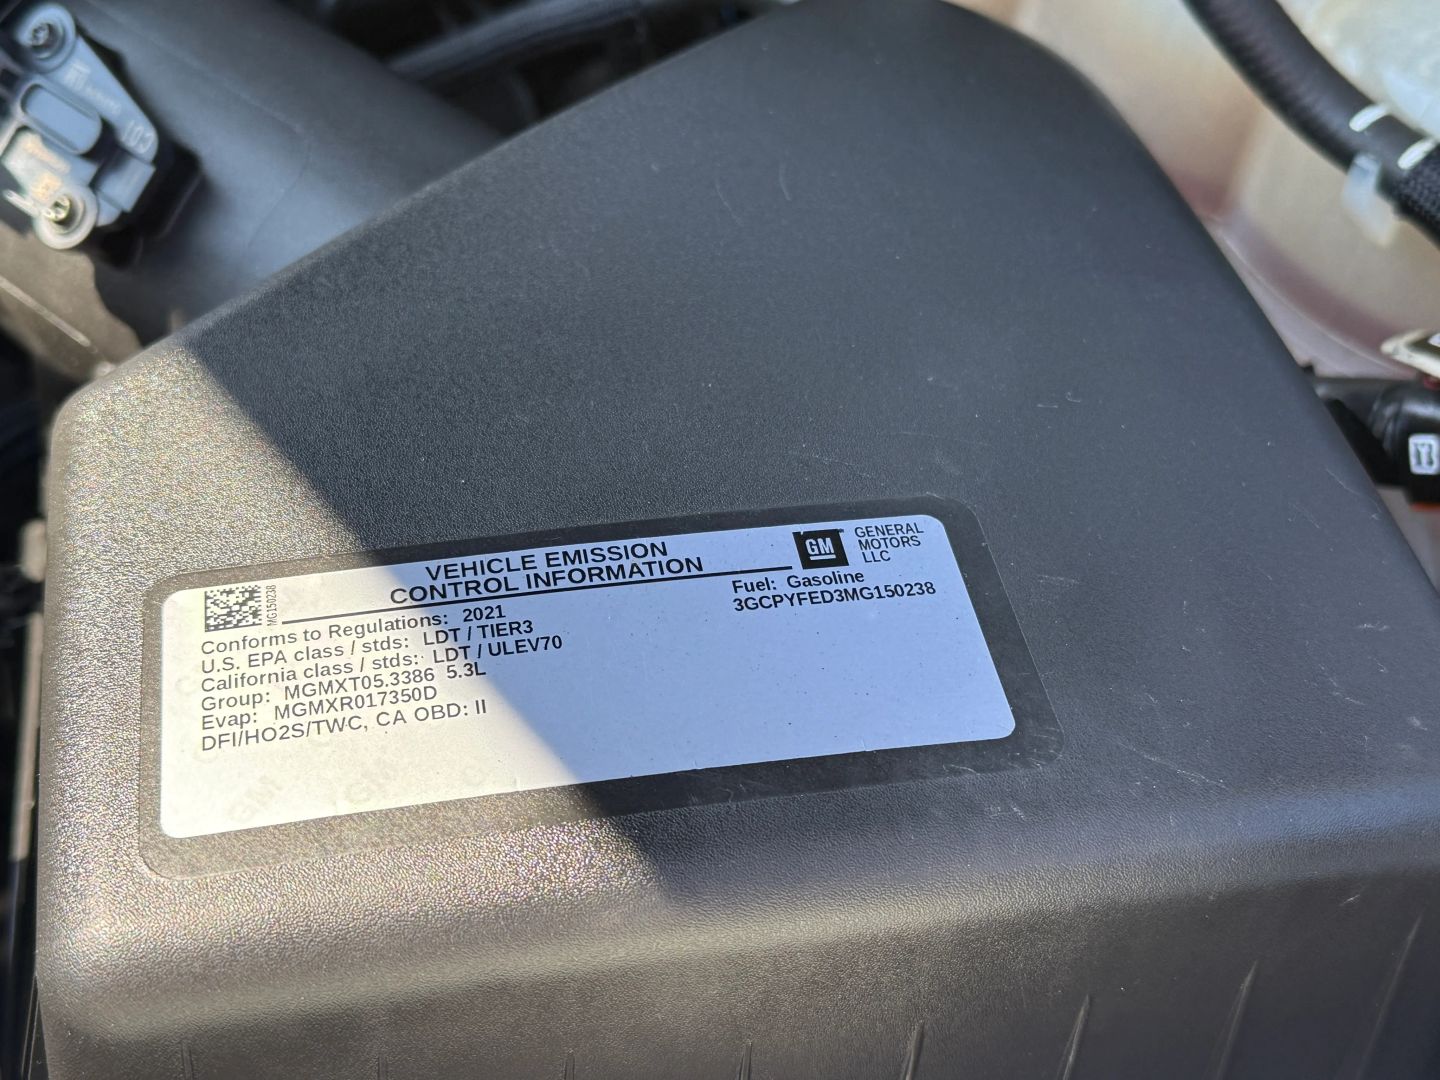 VEHICLE EMISSION
CONTROL INFORMATION
GM
GENERAL
MOTORS
LLC
MG150238
Conforms to Regulations: 2021
U.S. EPA class / stds: LDT / TIER3
California class / stds: LDT / ULEV70
Group: MGMXT05.3386 5.3L
Evap: MGMXR017350D
DFI/HO2S/TWC, CA OBD: II
Fuel: Gasoline
3GCPYFED3MG150238